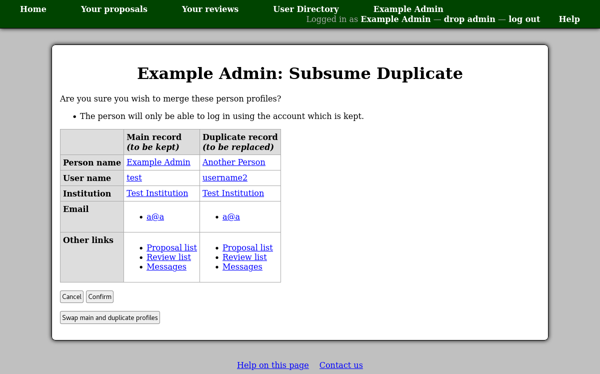 Home Your proposals Your reviews User Directory Example Admin
Logged in as Example Admin — drop admin — log out Help
Example Admin: Subsume Duplicate
Are you sure you wish to merge these person profiles?
• The person will only be able to log in using the account which is kept.
Main record Duplicate record
(to be kept) (to be replaced)
Person name Example Admin Another Person
User name test username2
Institution Test Institution Test Institution
Email
• a@a • a@a
Other links
• Proposal list • Proposal list
• Review list • Review list
• Messages • Messages
Cancel Confirm
Swap main and duplicate profiles
Help on this page Contact us